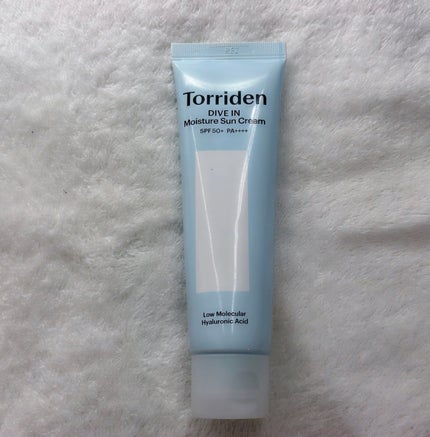 Torriden
DIVE IN
Moisture Sun Cream
SPF 50+ PA++++
Low Molecular
Hyaluronic Acid